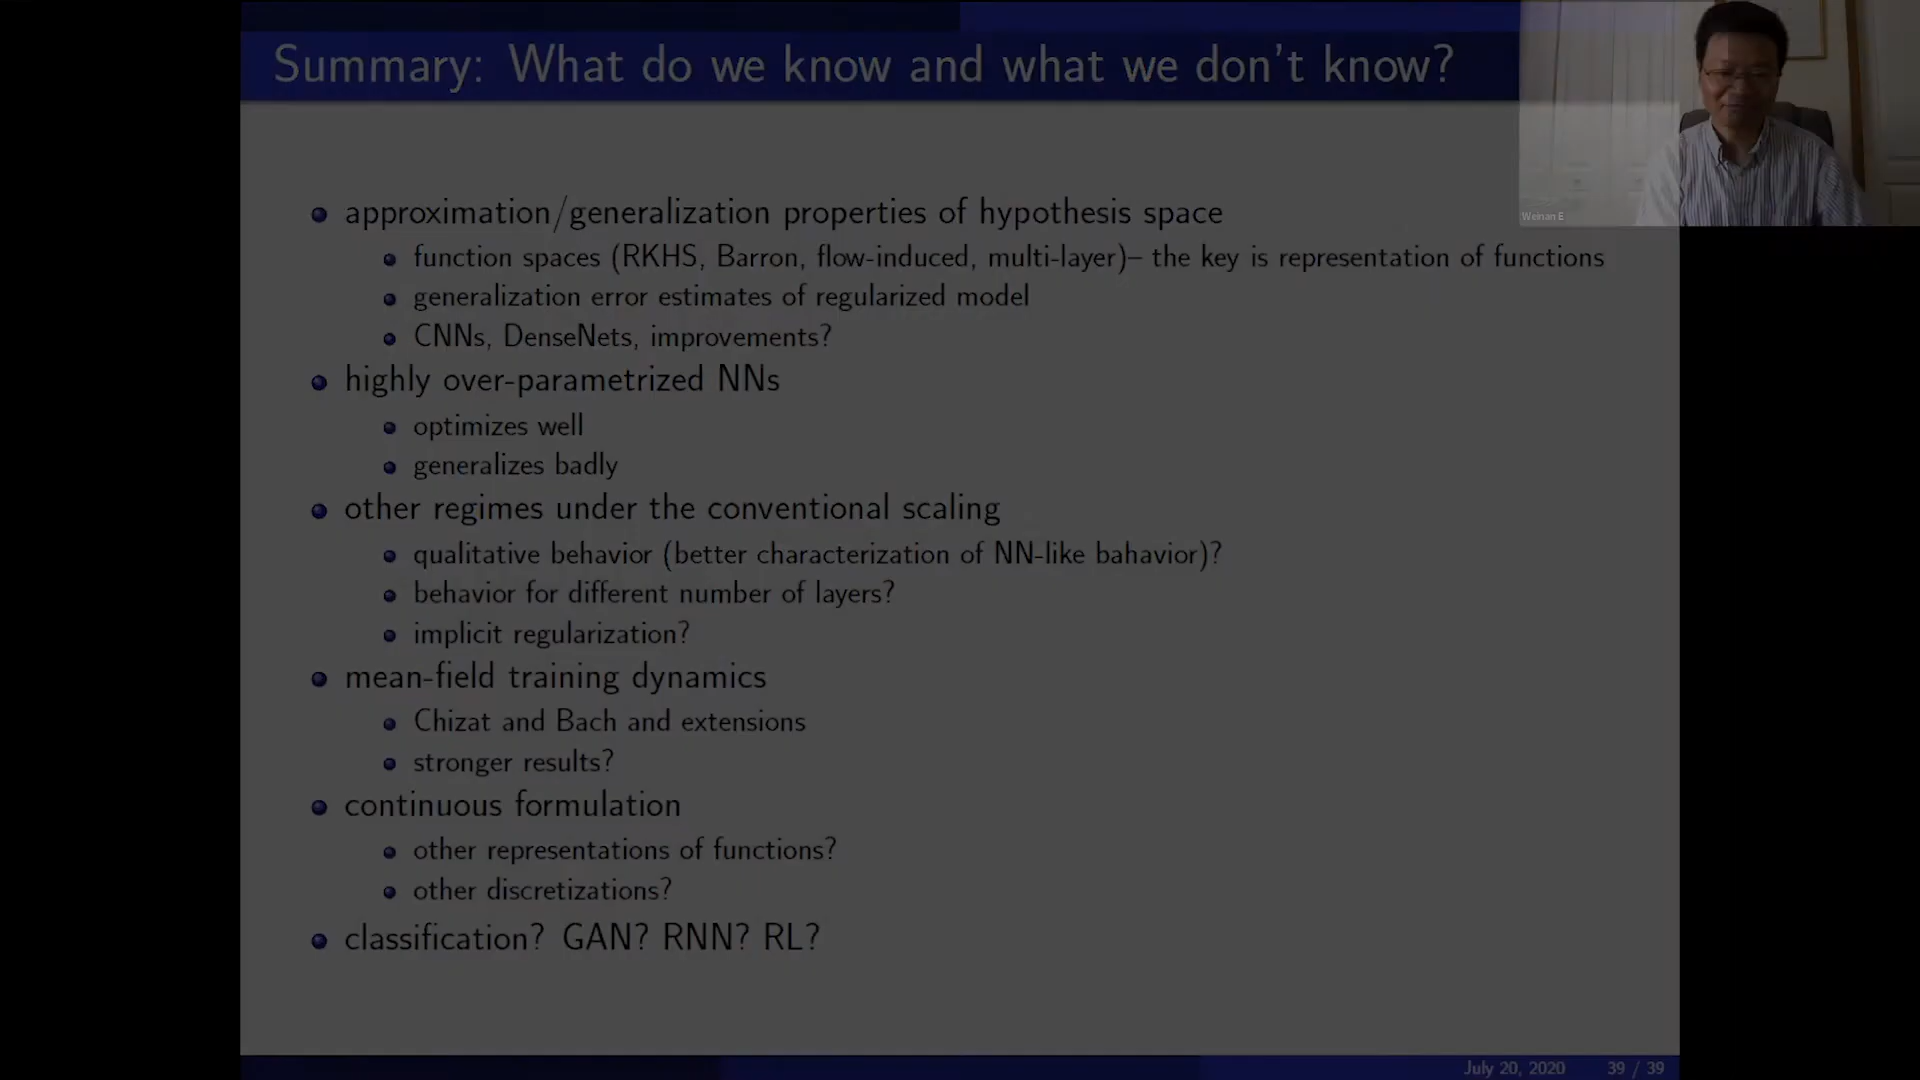 Summary: What do we know and what we don't know?
Weinan E
approximation/generalization properties of hypothesis space
function spaces (RKHS, Barron, flow-induced, multi-layer)– the key is representation of functions
generalization error estimates of regularized model
CNNs, DenseNets, improvements?
highly over-parametrized NNs
optimizes well
generalizes badly
other regimes under the conventional scaling
qualitative behavior (better characterization of NN-like bahavior)?
behavior for different number of layers?
implicit regularization?
mean-field training dynamics
Chizat and Bach and extensions
stronger results?
continuous formulation
other representations of functions?
other discretizations?
classification? GAN? RNN? RL?
July 20, 2020 39 / 39